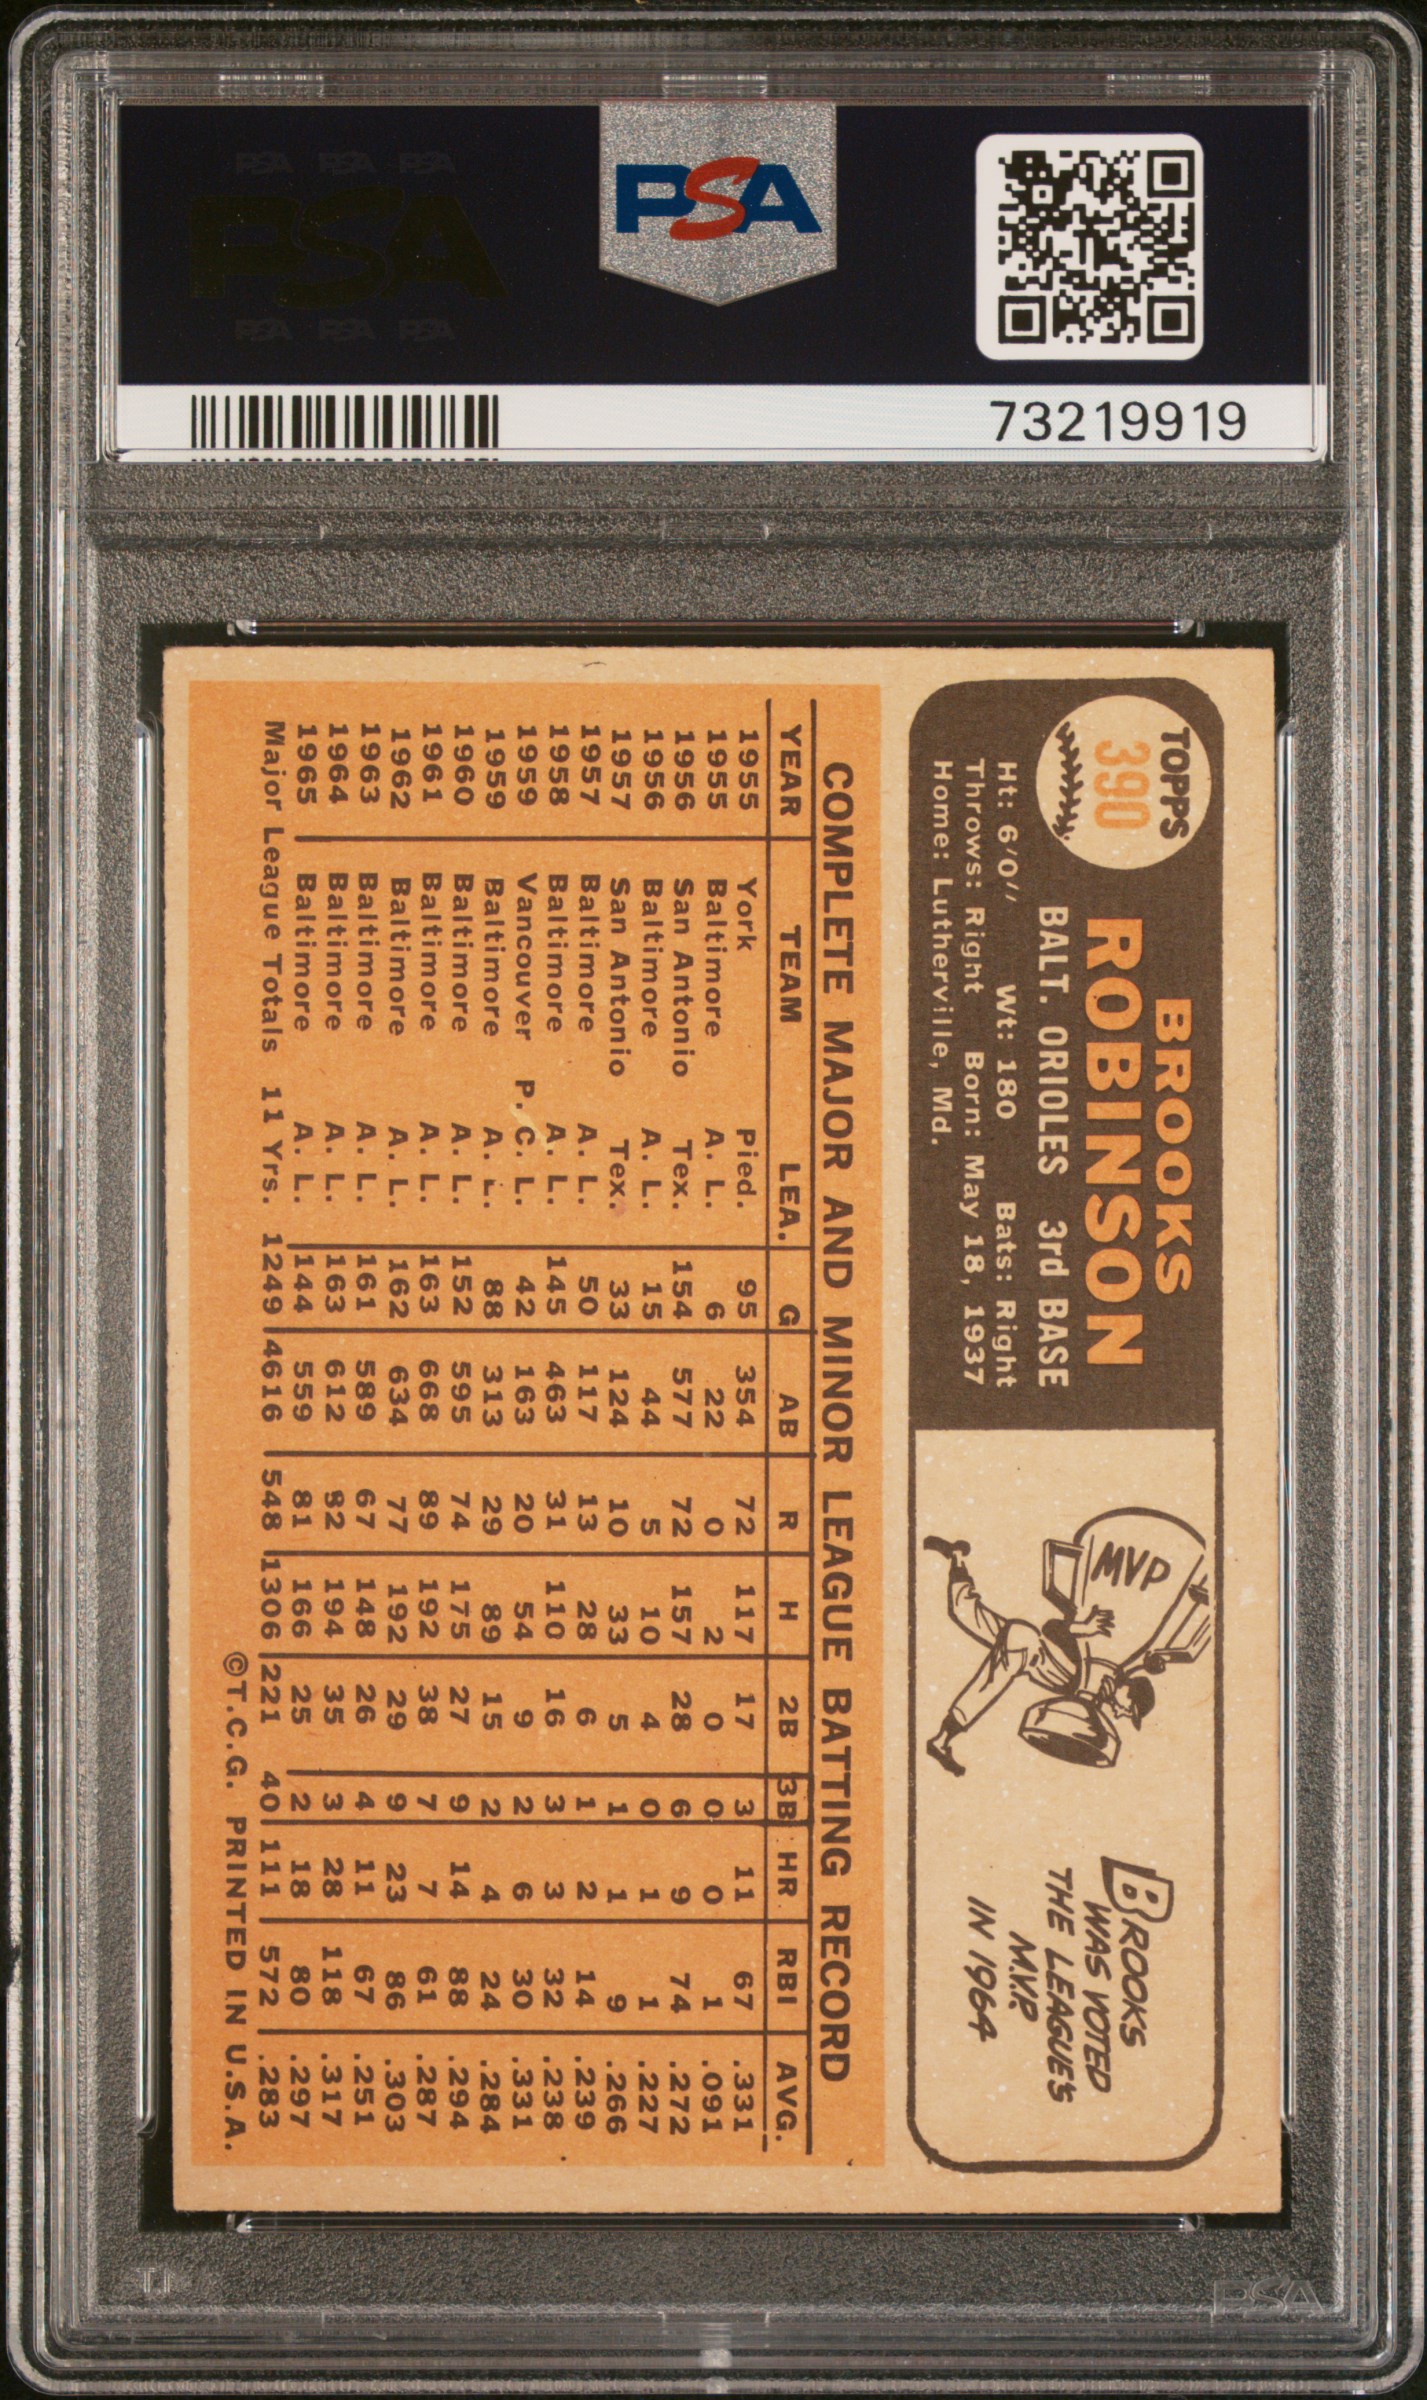 PSA PSA PSA
PSA
PSA PSA PSA
PSA
73219919
TOPPS
390
BROOKS
ROBINSON
BALT. ORIOLES 3rd BASE
Ht: 6'0" Wt: 180 Bats: Right
Throws: Right Born: May 18, 1937
Home: Lutherville, Md.
MVP
BROOKS
WAS VOTED
THE LEAGUE'S
M.V.P.
IN 1964
COMPLETE MAJOR AND MINOR LEAGUE BATTING RECORD
YEAR TEAM LEA. G AB R H 2B 3B HR RBI AVG.
1955 York Pied. 95 354 72 117 17 3 11 67 .331
1955 Baltimore A. L. 6 22 0 2 0 0 0 1 .091
1956 San Antonio Tex. 154 577 72 157 28 6 9 74 .272
1956 Baltimore A. L. 15 44 5 10 4 0 1 1 .227
1957 San Antonio Tex. 33 124 10 33 5 1 1 9 .266
1957 Baltimore A. L. 50 117 13 28 6 1 2 14 .239
1958 Baltimore A. L. 145 463 31 110 16 3 3 32 .238
1959 Vancouver P. C. L. 42 163 20 54 9 2 6 30 .331
1959 Baltimore A. L. 88 313 29 89 15 2 4 24 .284
1960 Baltimore A. L. 152 595 74 175 27 9 14 88 .294
1961 Baltimore A. L. 163 668 89 192 38 7 7 61 .287
1962 Baltimore A. L. 162 634 77 192 29 9 23 86 .303
1963 Baltimore A. L. 161 589 67 148 26 4 11 67 .251
1964 Baltimore A. L. 163 612 82 194 35 3 28 118 .317
1965 Baltimore A. L. 144 559 81 166 25 2 18 80 .297
Major League Totals 11 Yrs. 1249 4616 548 1306 221 40 111 572 .283
©T.C.G. PRINTED IN U.S.A.
PSA